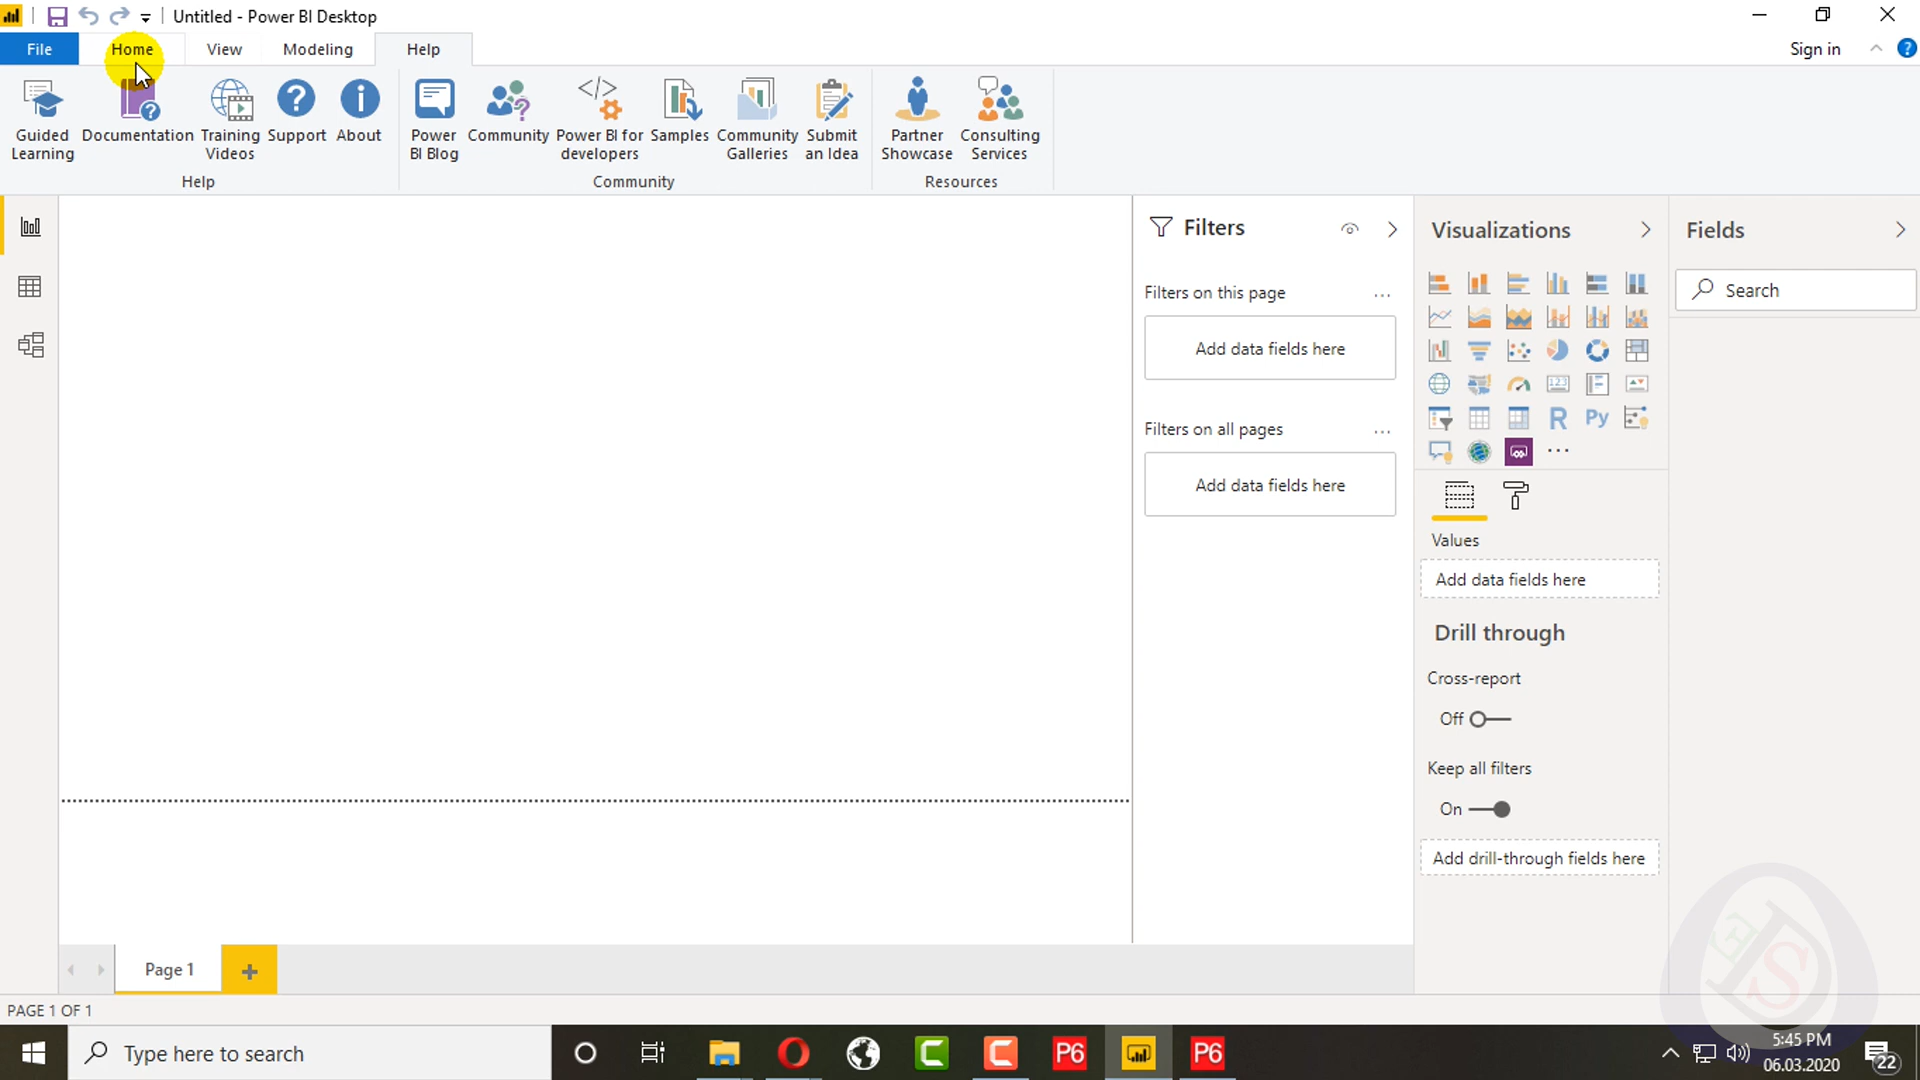 Untitled - Power BI Desktop
File Home View Modeling Help Sign in ?
Guided Learning
Documentation
Training Videos
Support
About
Help
Power BI Blog
Community
Power BI for developers
Samples
Community Galleries
Submit an Idea
Community
Partner Showcase
Consulting Services
Resources
Filters
Filters on this page ...
Add data fields here
Filters on all pages ...
Add data fields here
Visualizations
123
R Py
...
Values
Add data fields here
Drill through
Cross-report
Off
Keep all filters
On
Add drill-through fields here
Fields
Search
Page 1 +
PAGE 1 OF 1
Type here to search
P6
P6
5:45 PM
06.03.2020
22